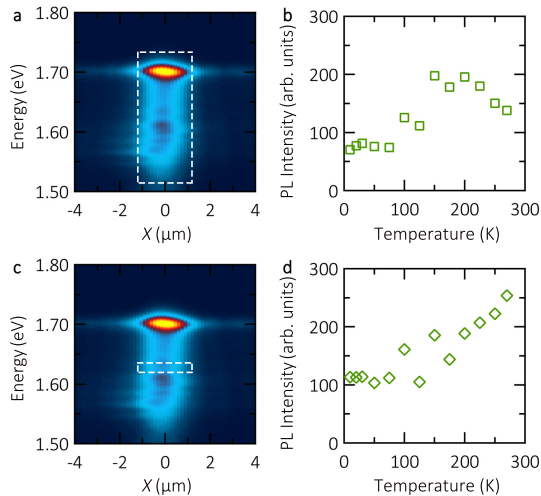 a
b
Energy (eV)
1.80
1.70
1.60
1.50
-4 -2 0 2 4
X (μm)
PL Intensity (arb. units)
300
200
100
0
0 100 200 300
Temperature (K)
c
d
Energy (eV)
1.80
1.70
1.60
1.50
-4 -2 0 2 4
X (μm)
PL Intensity (arb. units)
300
200
100
0
0 100 200 300
Temperature (K)